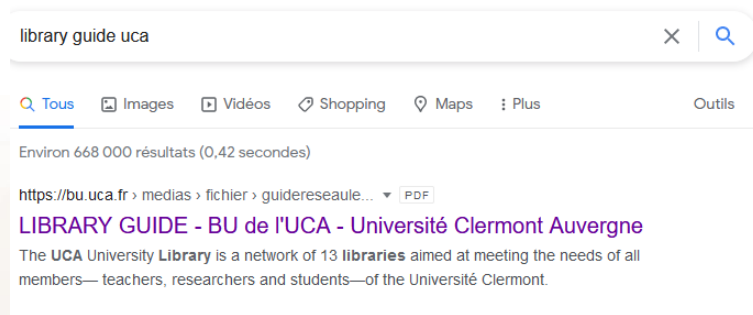 library guide uca
Tous Images Vidéos Shopping Maps Plus Outils
Environ 668 000 résultats (0,42 secondes)
https://bu.uca.fr › medias › fichier › guidereseaule... PDF
LIBRARY GUIDE - BU de l'UCA - Université Clermont Auvergne
The UCA University Library is a network of 13 libraries aimed at meeting the needs of all
members— teachers, researchers and students—of the Université Clermont.